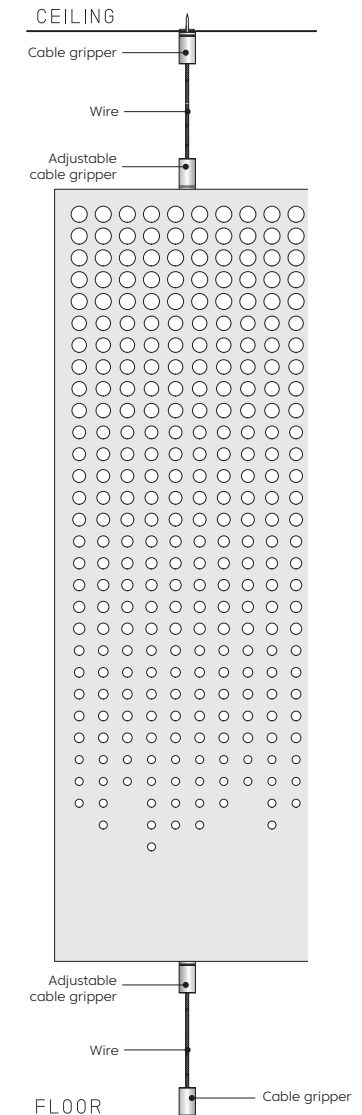 CEILING
Cable gripper
Wire
Adjustable
cable gripper
Adjustable
cable gripper
Wire
Cable gripper
FLOOR